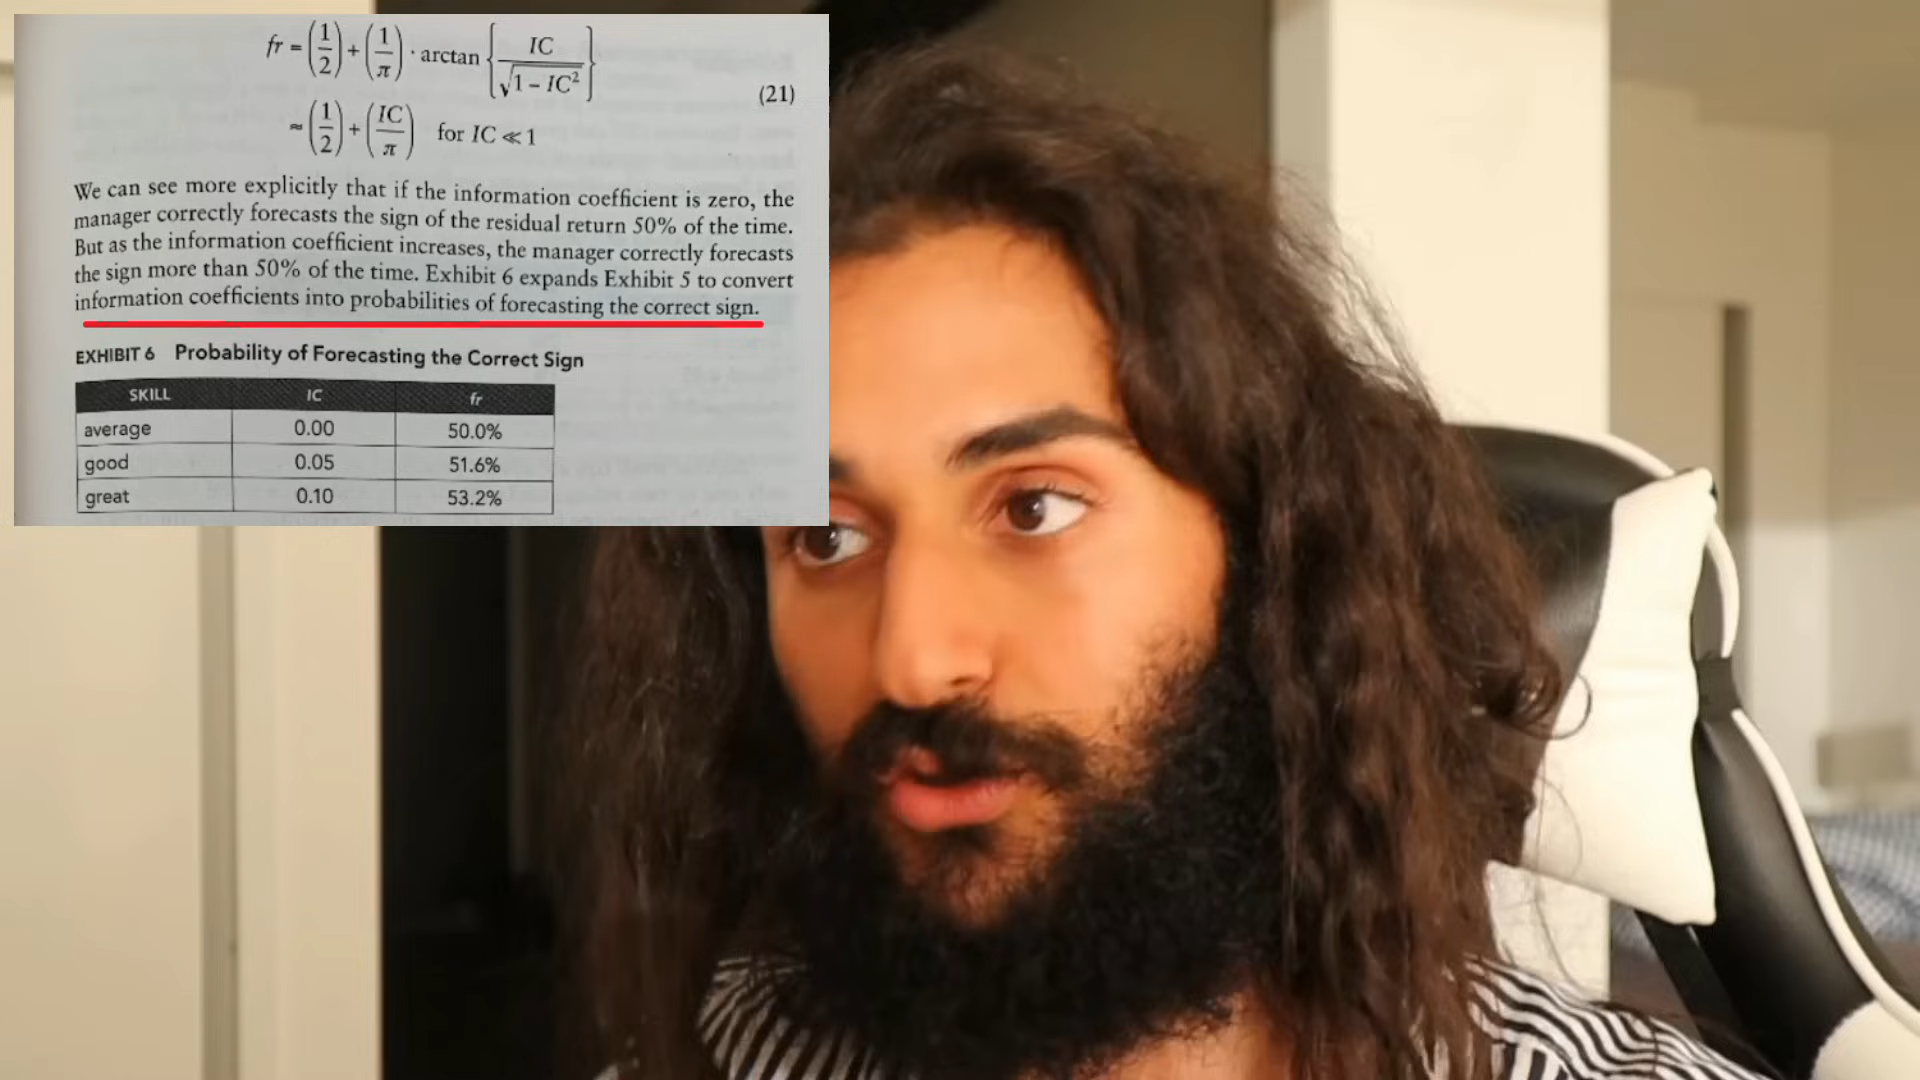 fr = (1/2) + (1/π) · arctan { IC / √1 − IC² }
(21)
≈ (1/2) + (IC/π) for IC ≪ 1
We can see more explicitly that if the information coefficient is zero, the
manager correctly forecasts the sign of the residual return 50% of the time.
But as the information coefficient increases, the manager correctly forecasts
the sign more than 50% of the time. Exhibit 6 expands Exhibit 5 to convert
information coefficients into probabilities of forecasting the correct sign.
EXHIBIT 6 Probability of Forecasting the Correct Sign
SKILL IC fr
average 0.00 50.0%
good 0.05 51.6%
great 0.10 53.2%